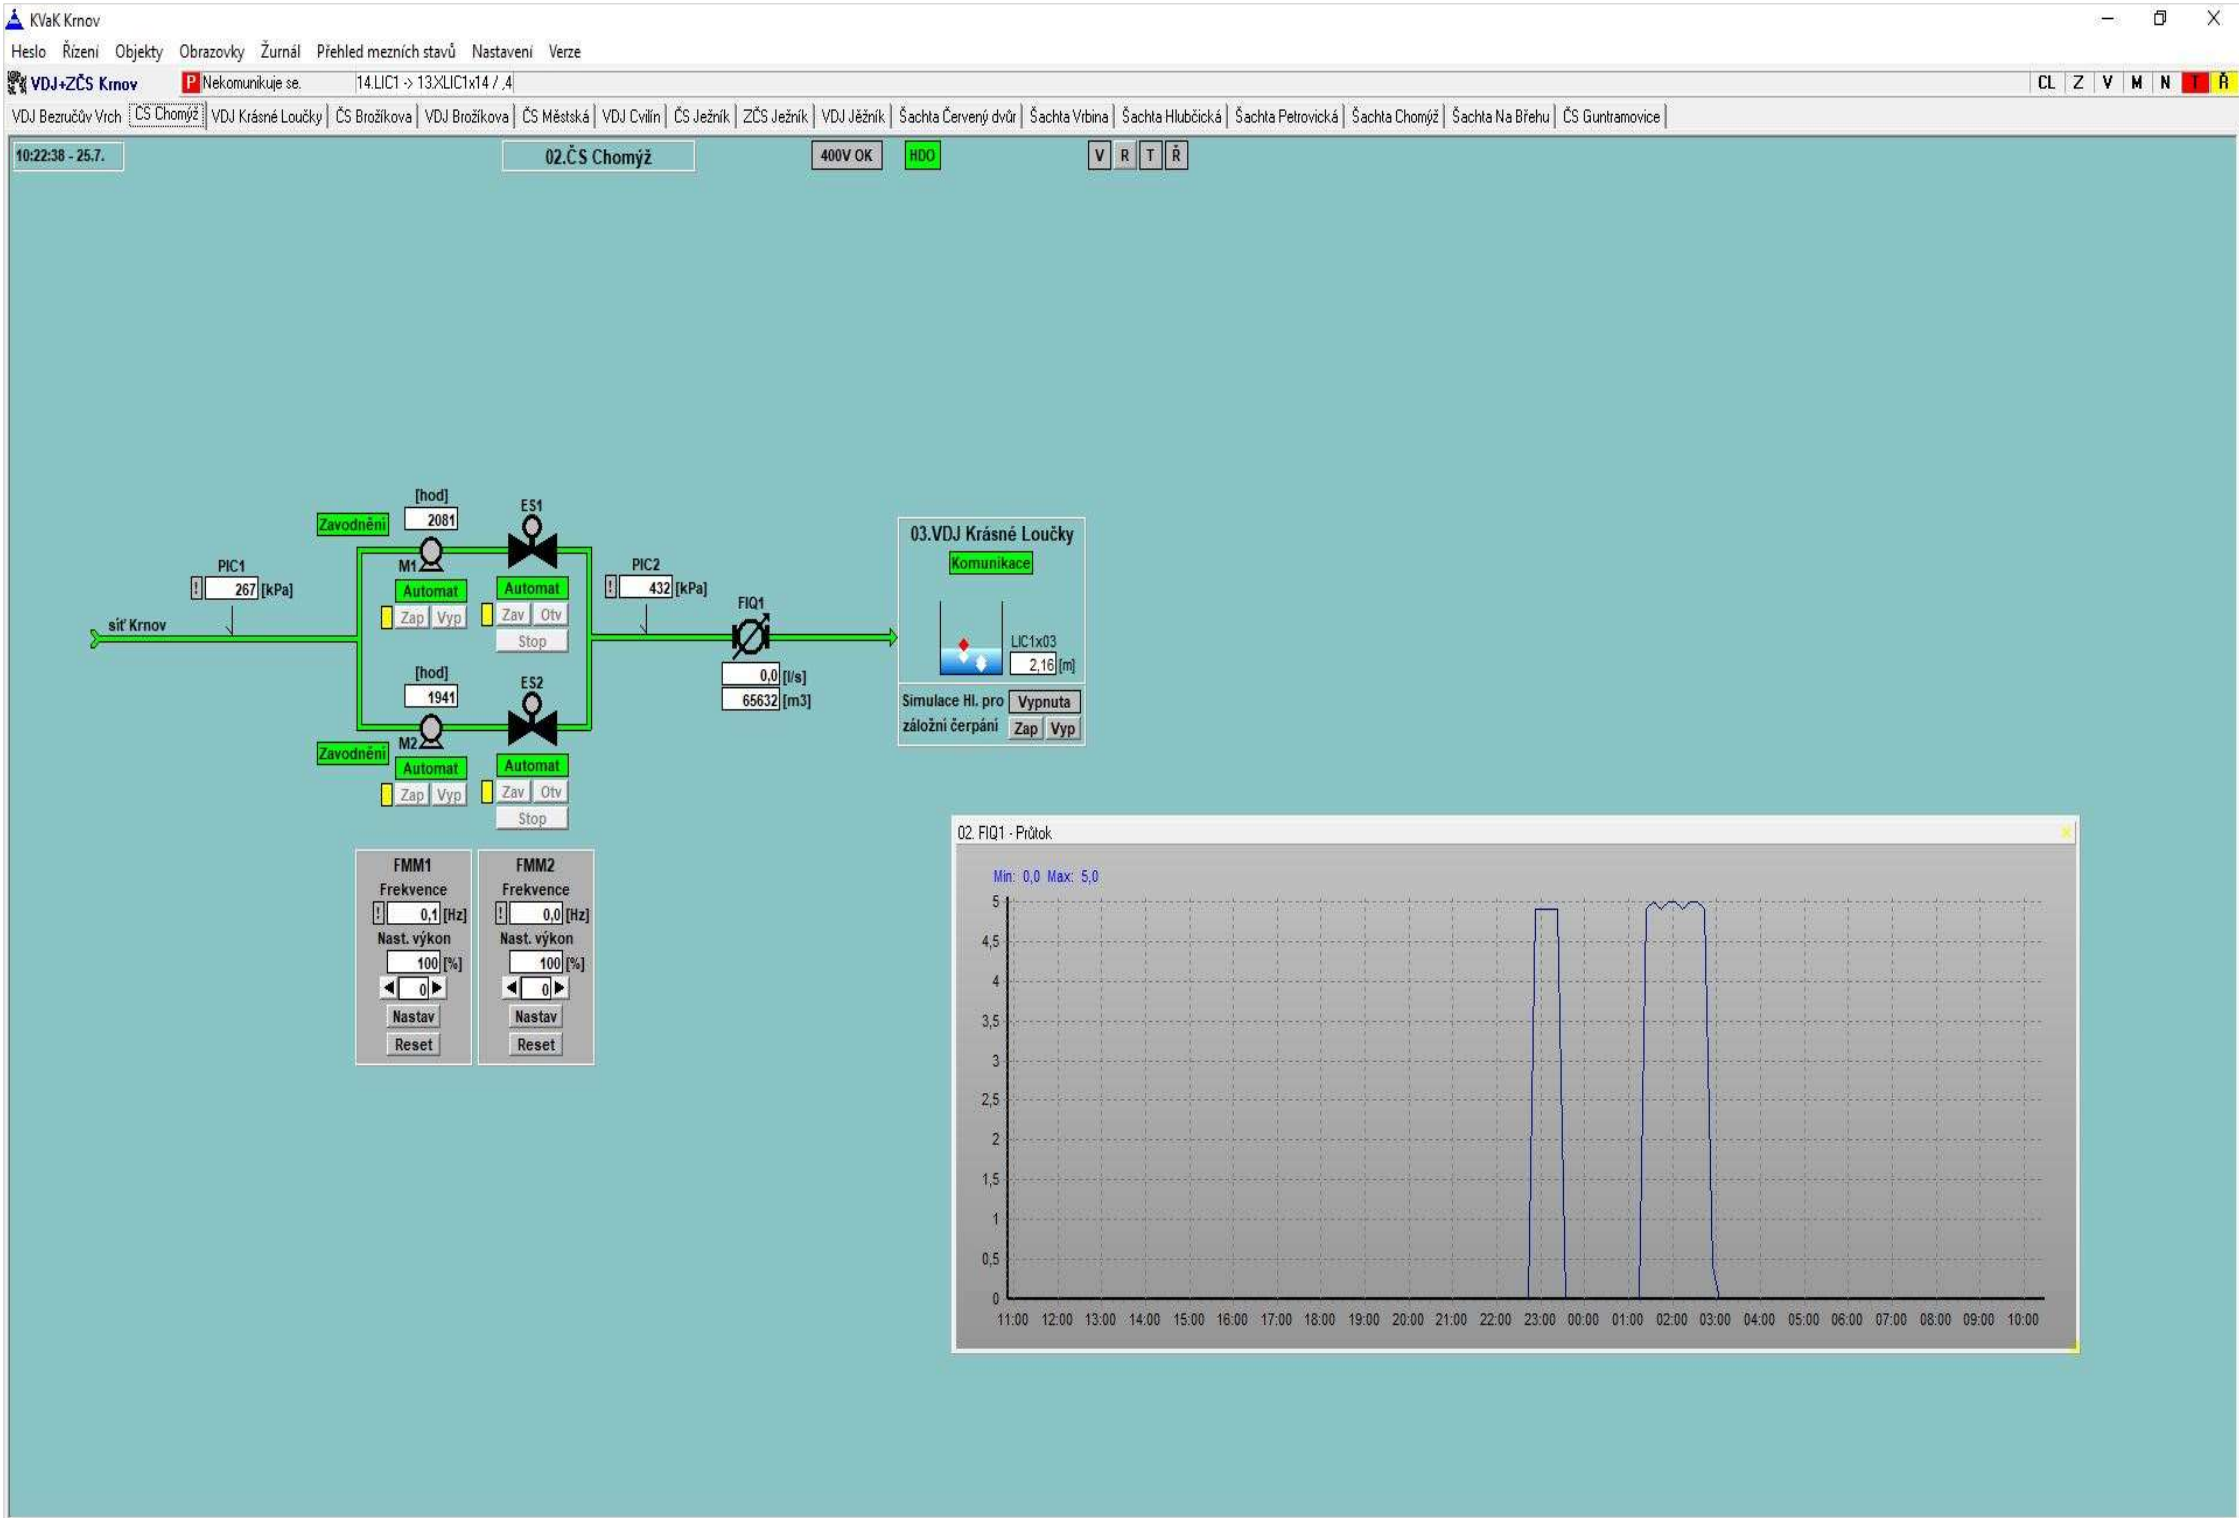 KVaK Krnov
Heslo Řízení Objekty Obrazovky Žurnál Přehled mezních stavů Nastavení Verze
VDJ+ZČS Krnov P Nekomunikuje se. 14.LIC1 -> 13.XLIC1x14 / ,4 CL Z V M N T Ř
VDJ Bezručův Vrch ČS Chomýž VDJ Krásné Loučky ČS Brožíkova VDJ Brožíkova ČS Městská VDJ Cvilín ČS Ježník ZČS Ježník VDJ Jěžník Šachta Červený dvůr Šachta Vrbina Šachta Hlubčická Šachta Petrovická Šachta Chomýž Šachta Na Břehu ČS Guntramovice
10:22:38 - 25.7. 02.ČS Chomýž 400V OK HDO V R T Ř
[hod]
Zavodnění 2081 ES1
M1
PIC1
! 267 [kPa]
síť Krnov
Automat Automat
Zap Vyp Zav Otv
Stop
PIC2
! 432 [kPa]
FIQ1
0,0 [l/s]
65632 [m3]
[hod]
1941 ES2
Zavodnění M2
Automat Automat
Zap Vyp Zav Otv
Stop
03.VDJ Krásné Loučky
Komunikace
LIC1x03
2,16 [m]
Simulace Hl. pro Vypnuta
záložní čerpání Zap Vyp
FMM1 FMM2
Frekvence Frekvence
! 0,1 [Hz] ! 0,0 [Hz]
Nast. výkon Nast. výkon
100 [%] 100 [%]
0 0
Nastav Nastav
Reset Reset
02. FIQ1 - Průtok x
Min: 0,0 Max: 5,0
5
4,5
4
3,5
3
2,5
2
1,5
1
0,5
0
11:00 12:00 13:00 14:00 15:00 16:00 17:00 18:00 19:00 20:00 21:00 22:00 23:00 00:00 01:00 02:00 03:00 04:00 05:00 06:00 07:00 08:00 09:00 10:00